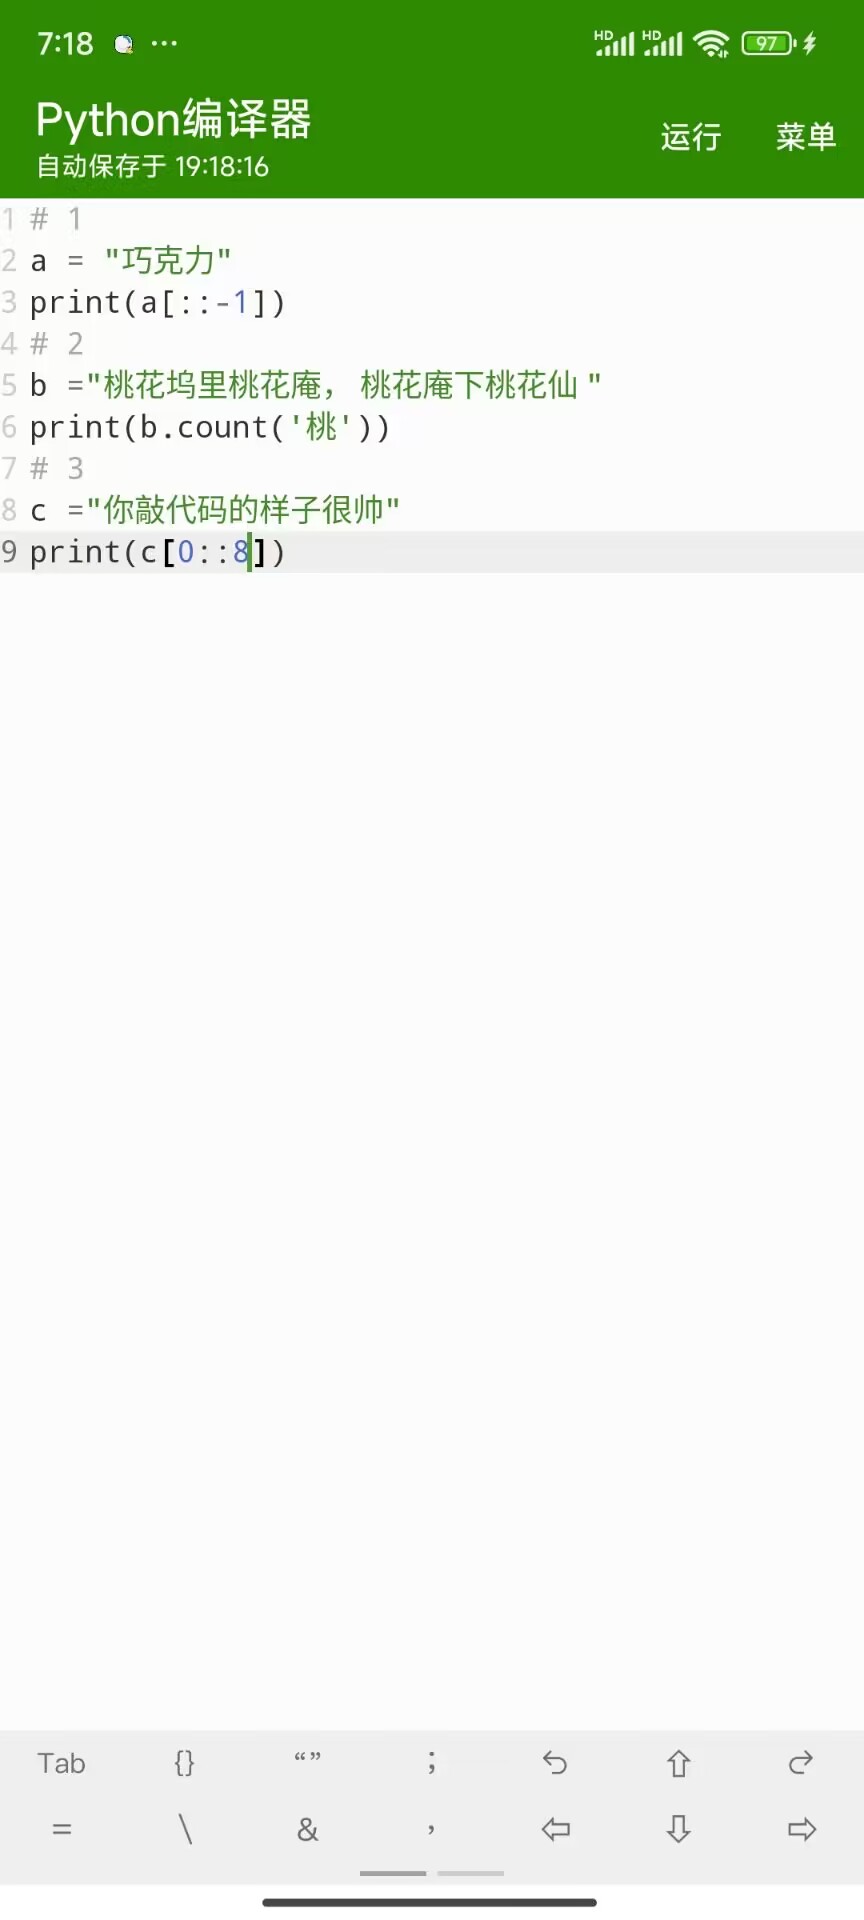 7:18 ... HD HD 97
Python编译器
自动保存于 19:18:16
运行 菜单
1 # 1
2 a = "巧克力"
3 print(a[::-1])
4 # 2
5 b ="桃花坞里桃花庵， 桃花庵下桃花仙 "
6 print(b.count('桃'))
7 # 3
8 c ="你敲代码的样子很帅"
9 print(c[0::8])
Tab {} “” ;
= \ & ,